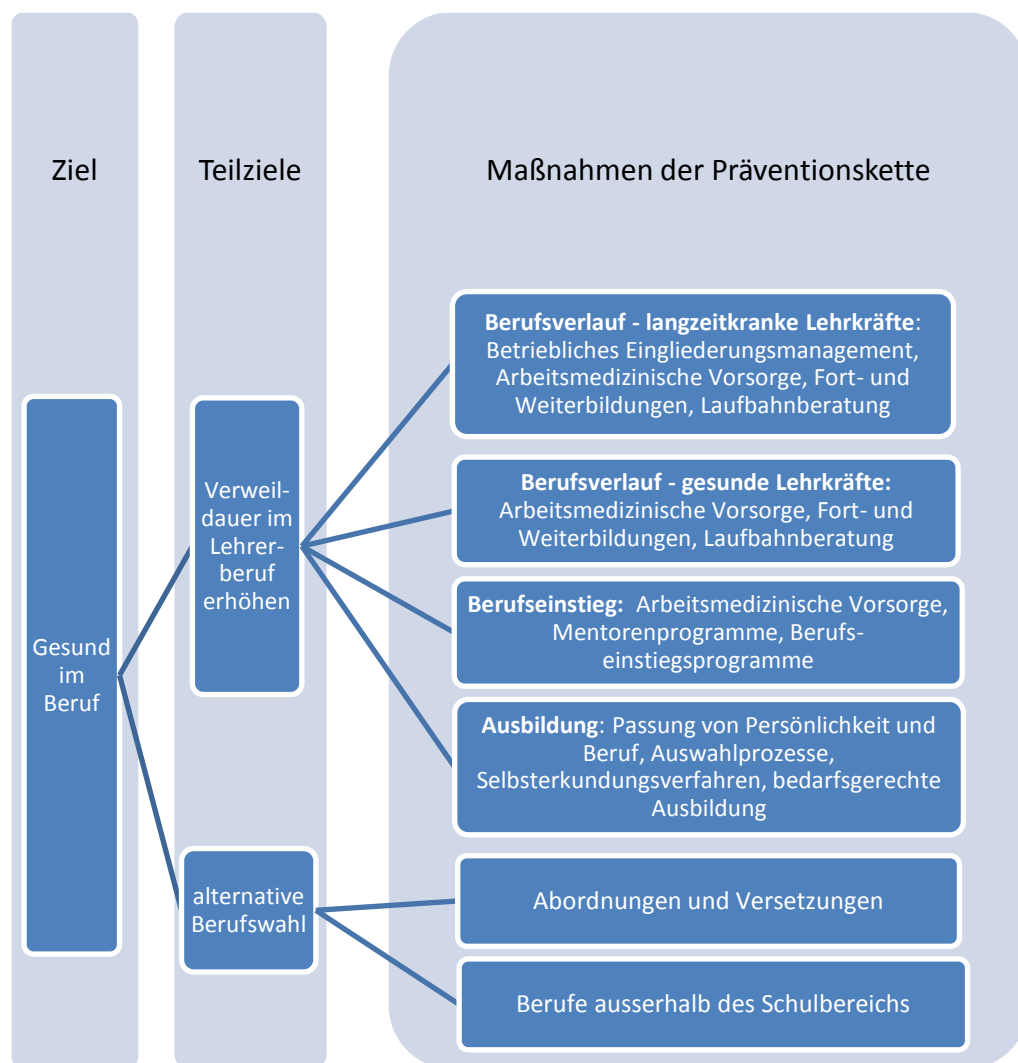 Ziel
Teilziele
Maßnahmen der Präventionskette
Gesund
im
Beruf
Verweil-
dauer im
Lehrer-
beruf
erhöhen
alternative
Berufswahl
Berufsverlauf - langzeitkranke Lehrkräfte:
Betriebliches Eingliederungsmanagement,
Arbeitsmedizinische Vorsorge, Fort- und
Weiterbildungen, Laufbahnberatung
Berufsverlauf - gesunde Lehrkräfte:
Arbeitsmedizinische Vorsorge, Fort- und
Weiterbildungen, Laufbahnberatung
Berufseinstieg: Arbeitsmedizinische Vorsorge,
Mentorenprogramme, Berufs-
einstiegsprogramme
Ausbildung: Passung von Persönlichkeit und
Beruf, Auswahlprozesse,
Selbsterkundungsverfahren, bedarfsgerechte
Ausbildung
Abordnungen und Versetzungen
Berufe ausserhalb des Schulbereichs